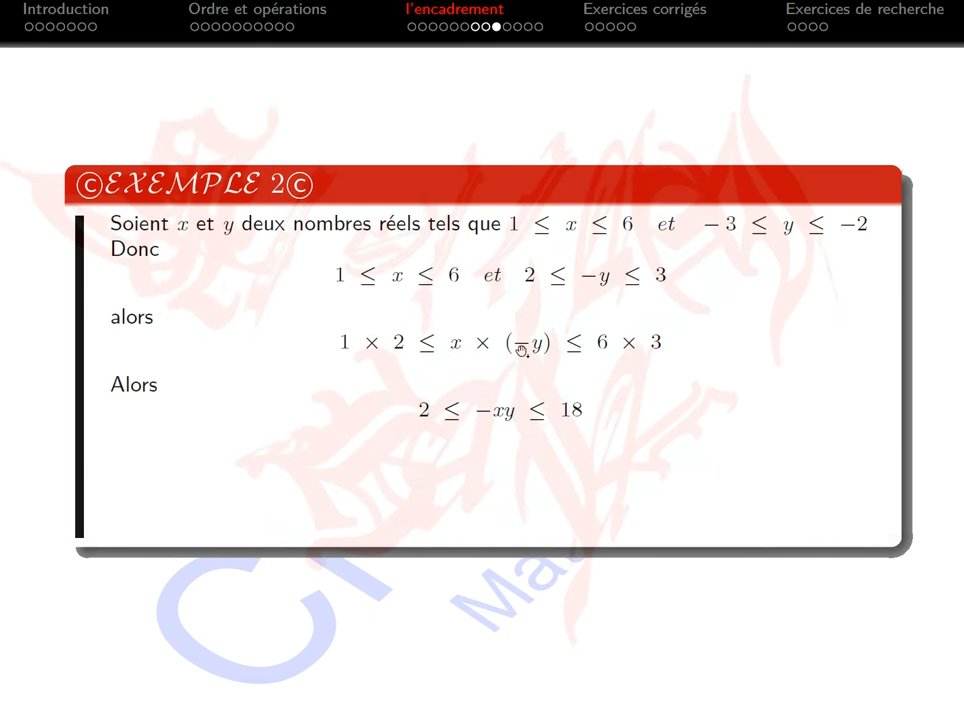 Introduction Ordre et opérations l'encadrement Exercices corrigés Exercices de recherche
©EXEMPLE 2©
Soient x et y deux nombres réels tels que 1 ≤ x ≤ 6 et − 3 ≤ y ≤ −2
Donc
1 ≤ x ≤ 6 et 2 ≤ −y ≤ 3
alors
1 × 2 ≤ x × (−y) ≤ 6 × 3
Alors
2 ≤ −xy ≤ 18